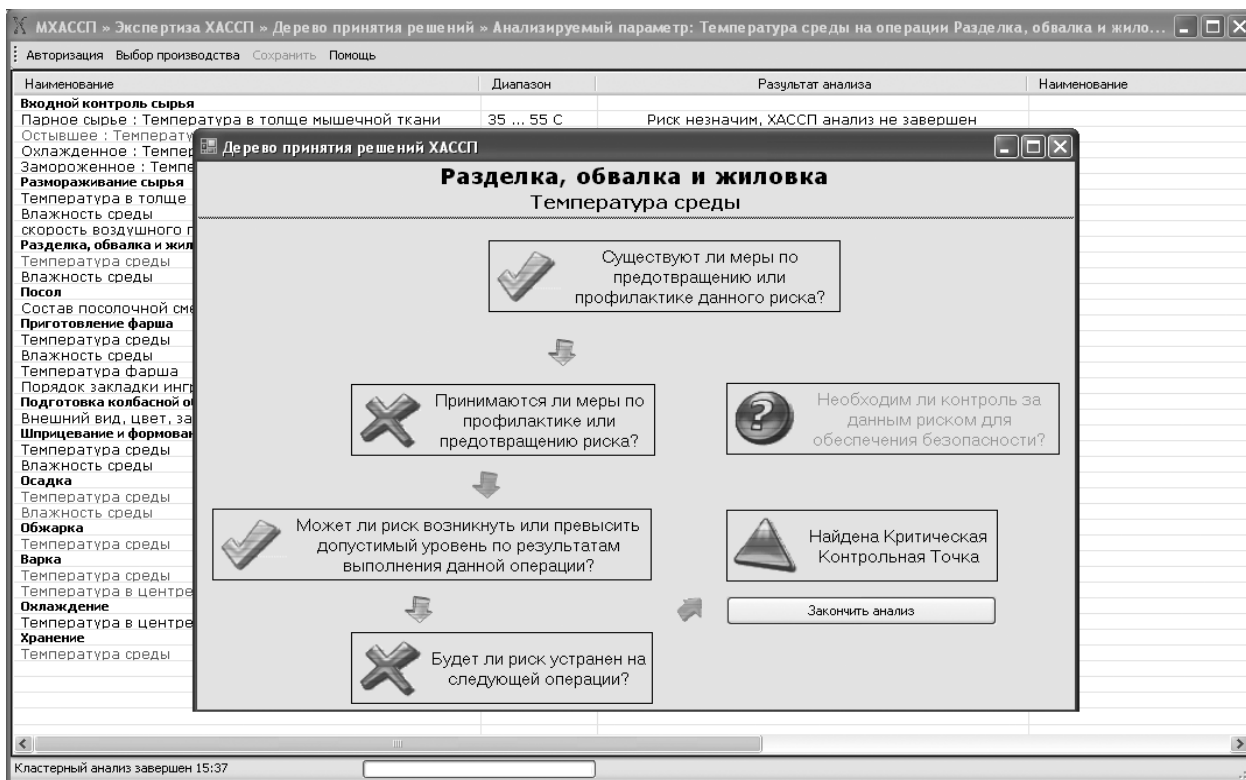 МХАССП » Экспертиза ХАССП » Дерево принятия решений » Анализируемый параметр: Температура среды на операции Разделка, обвалка и жило...
Авторизация Выбор производства Сохранить Помощь
Наименование Диапазон Результат анализа Наименование
Входной контроль сырья
Парное сырье : Температура в толще мышечной ткани 35 ... 55 С Риск незначим, ХАССП анализ не завершен
Остывшее : Температу
Охлажденное : Темпер
Замороженное : Темпе
Размораживание сырья
Температура в толще
Влажность среды
скорость воздушного п
Разделка, обвалка и жил
Температура среды
Влажность среды
Посол
Состав посолочной сме
Приготовление фарша
Температура среды
Влажность среды
Температура фарша
Порядок закладки инг
Подготовка колбасной о
Внешний вид, цвет, за
Шприцевание и формован
Температура среды
Влажность среды
Осадка
Температура среды
Влажность среды
Обжарка
Температура среды
Варка
Температура среды
Температура в центре
Охлаждение
Температура в центре
Хранение
Температура среды
Дерево принятия решений ХАССП
Разделка, обвалка и жиловка
Температура среды
Существуют ли меры по
предотвращению или
профилактике данного риска?
Принимаются ли меры по
профилактике или
предотвращению риска?
Необходим ли контроль за
данным риском для
обеспечения безопасности?
Может ли риск возникнуть или превысить
допустимый уровень по результатам
выполнения данной операции?
Найдена Критическая
Контрольная Точка
Закончить анализ
Будет ли риск устранен на
следующей операции?
Кластерный анализ завершен 15:37